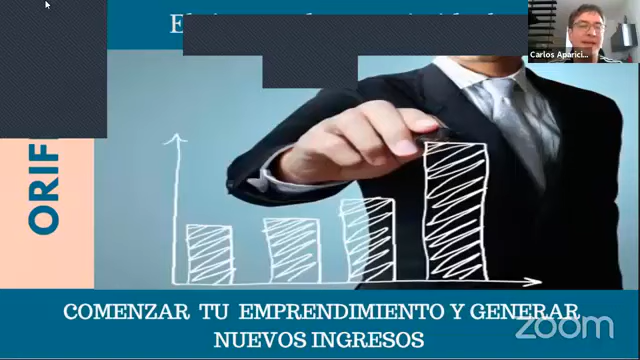 Carlos Aparici...
ORIF
COMENZAR TU EMPRENDIMIENTO Y GENERAR
NUEVOS INGRESOS
zoom